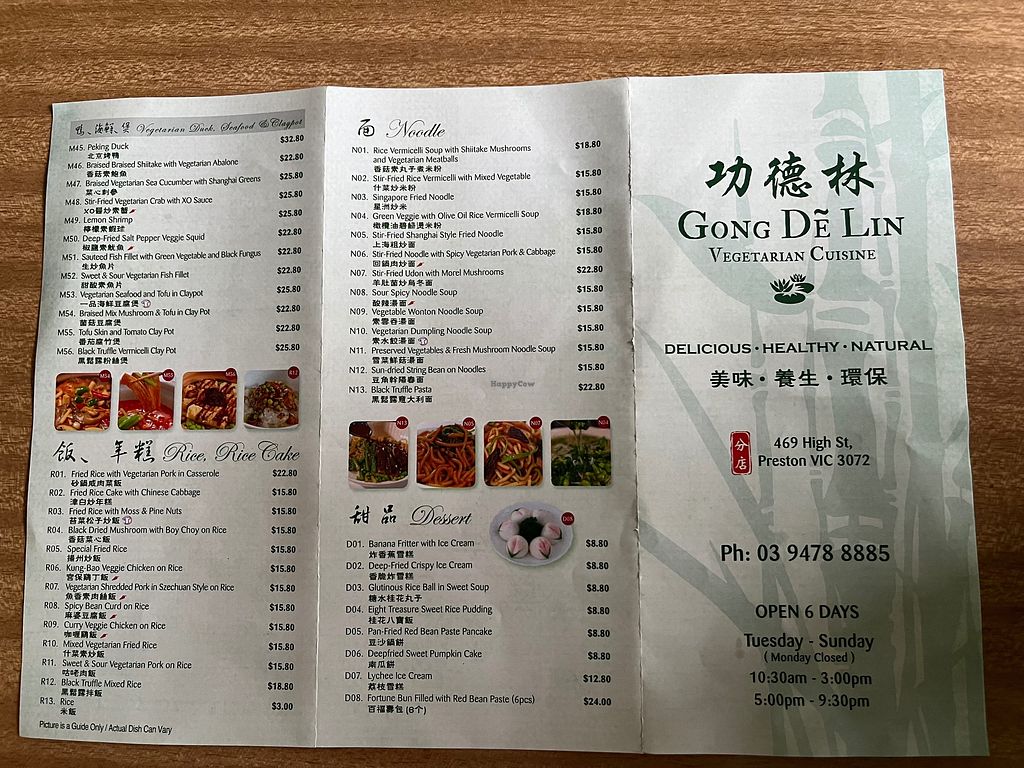 鴨、海鮮、煲 Vegetarian Duck, Seafood & Claypot
M45. Peking Duck $32.80
北京烤鴨
M46. Braised Braised Shiitake with Vegetarian Abalone $22.80
香菇素鮑魚
M47. Braised Vegetarian Sea Cucumber with Shanghai Greens $25.80
菜心刺參
M48. Stir-Fried Vegetarian Crab with XO Sauce $25.80
XO醬炒素蟹
M49. Lemon Shrimp $25.80
檸檬素蝦球
M50. Deep-Fried Salt Pepper Veggie Squid $22.80
椒鹽素魷魚
M51. Sauteed Fish Fillet with Green Vegetable and Black Fungus $22.80
生炒魚片
M52. Sweet & Sour Vegetarian Fish Fillet $22.80
甜酸素魚片
M53. Vegetarian Seafood and Tofu in Claypot $25.80
一品海鮮豆腐煲
M54. Braised Mix Mushroom & Tofu in Clay Pot $22.80
菌菇豆腐煲
M55. Tofu Skin and Tomato Clay Pot $22.80
番茄腐竹煲
M56. Black Truffle Vermicelli Clay Pot $25.80
黑鬆露粉絲煲
M54
M55
M56
R12
饭、年糕 Rice, Rice Cake
R01. Fried Rice with Vegetarian Pork in Casserole $22.80
砂鍋咸肉菜飯
R02. Fried Rice Cake with Chinese Cabbage $15.80
津白炒年糕
R03. Fried Rice with Moss & Pine Nuts $15.80
苔菜松子炒飯
R04. Black Dried Mushroom with Boy Choy on Rice $15.80
香菇菜心飯
R05. Special Fried Rice $15.80
揚州炒飯
R06. Kung-Bao Veggie Chicken on Rice $15.80
宮保鷄丁飯
R07. Vegetarian Shredded Pork in Szechuan Style on Rice $15.80
魚香素肉絲飯
R08. Spicy Bean Curd on Rice $15.80
麻婆豆腐飯
R09. Curry Veggie Chicken on Rice $15.80
咖喱鷄飯
R10. Mixed Vegetarian Fried Rice $15.80
什菜素炒飯
R11. Sweet & Sour Vegetarian Pork on Rice $15.80
咕咾肉飯
R12. Black Truffle Mixed Rice $18.80
黑鬆露拌飯
R13. Rice $3.00
米飯
Picture is a Guide Only / Actual Dish Can Vary
面 Noodle
N01. Rice Vermicelli Soup with Shiitake Mushrooms $18.80
and Vegetarian Meatballs
香菇素丸子煮米粉
N02. Stir-Fried Rice Vermicelli with Mixed Vegetable $15.80
什菜炒米粉
N03. Singapore Fried Noodle $15.80
星洲炒米
N04. Green Veggie with Olive Oil Rice Vermicelli Soup $18.80
橄欖油碧綠煲米粉
N05. Stir-Fried Shanghai Style Fried Noodle $15.80
上海粗炒面
N06. Stir-Fried Noodle with Spicy Vegetarian Pork & Cabbage $15.80
回鍋肉炒面
N07. Stir-Fried Udon with Morel Mushrooms $22.80
羊肚菌炒烏冬面
N08. Sour Spicy Noodle Soup $15.80
酸辣湯面
N09. Vegetable Wonton Noodle Soup $15.80
素雲吞湯面
N10. Vegetarian Dumpling Noodle Soup $15.80
素水餃湯面
N11. Preserved Vegetables & Fresh Mushroom Noodle Soup $15.80
雪菜鮮菇湯面
N12. Sun-dried String Bean on Noodles $15.80
豆角幹陽春面
N13. Black Truffle Pasta $22.80
黑鬆露意大利面
HappyCow
N13
N05
N07
N04
甜品 Dessert
D08
D01. Banana Fritter with Ice Cream $8.80
炸香蕉雪糕
D02. Deep-Fried Crispy Ice Cream $8.80
香脆炸雪糕
D03. Glutinous Rice Ball in Sweet Soup $8.80
糖水桂花丸子
D04. Eight Treasure Sweet Rice Pudding $8.80
桂花八寶飯
D05. Pan-Fried Red Bean Paste Pancake $8.80
豆沙鍋餅
D06. Deepfried Sweet Pumpkin Cake $8.80
南瓜餅
D07. Lychee Ice Cream $12.80
荔枝雪糕
D08. Fortune Bun Filled with Red Bean Paste (6pcs) $24.00
百福壽包 (6个)
功德林
GONG DẼ LIN
VEGETARIAN CUISINE
DELICIOUS • HEALTHY • NATURAL
美味 • 養生 • 環保
分店
469 High St,
Preston VIC 3072
Ph: 03 9478 8885
OPEN 6 DAYS
Tuesday - Sunday
( Monday Closed )
10:30am - 3:00pm
5:00pm - 9:30pm